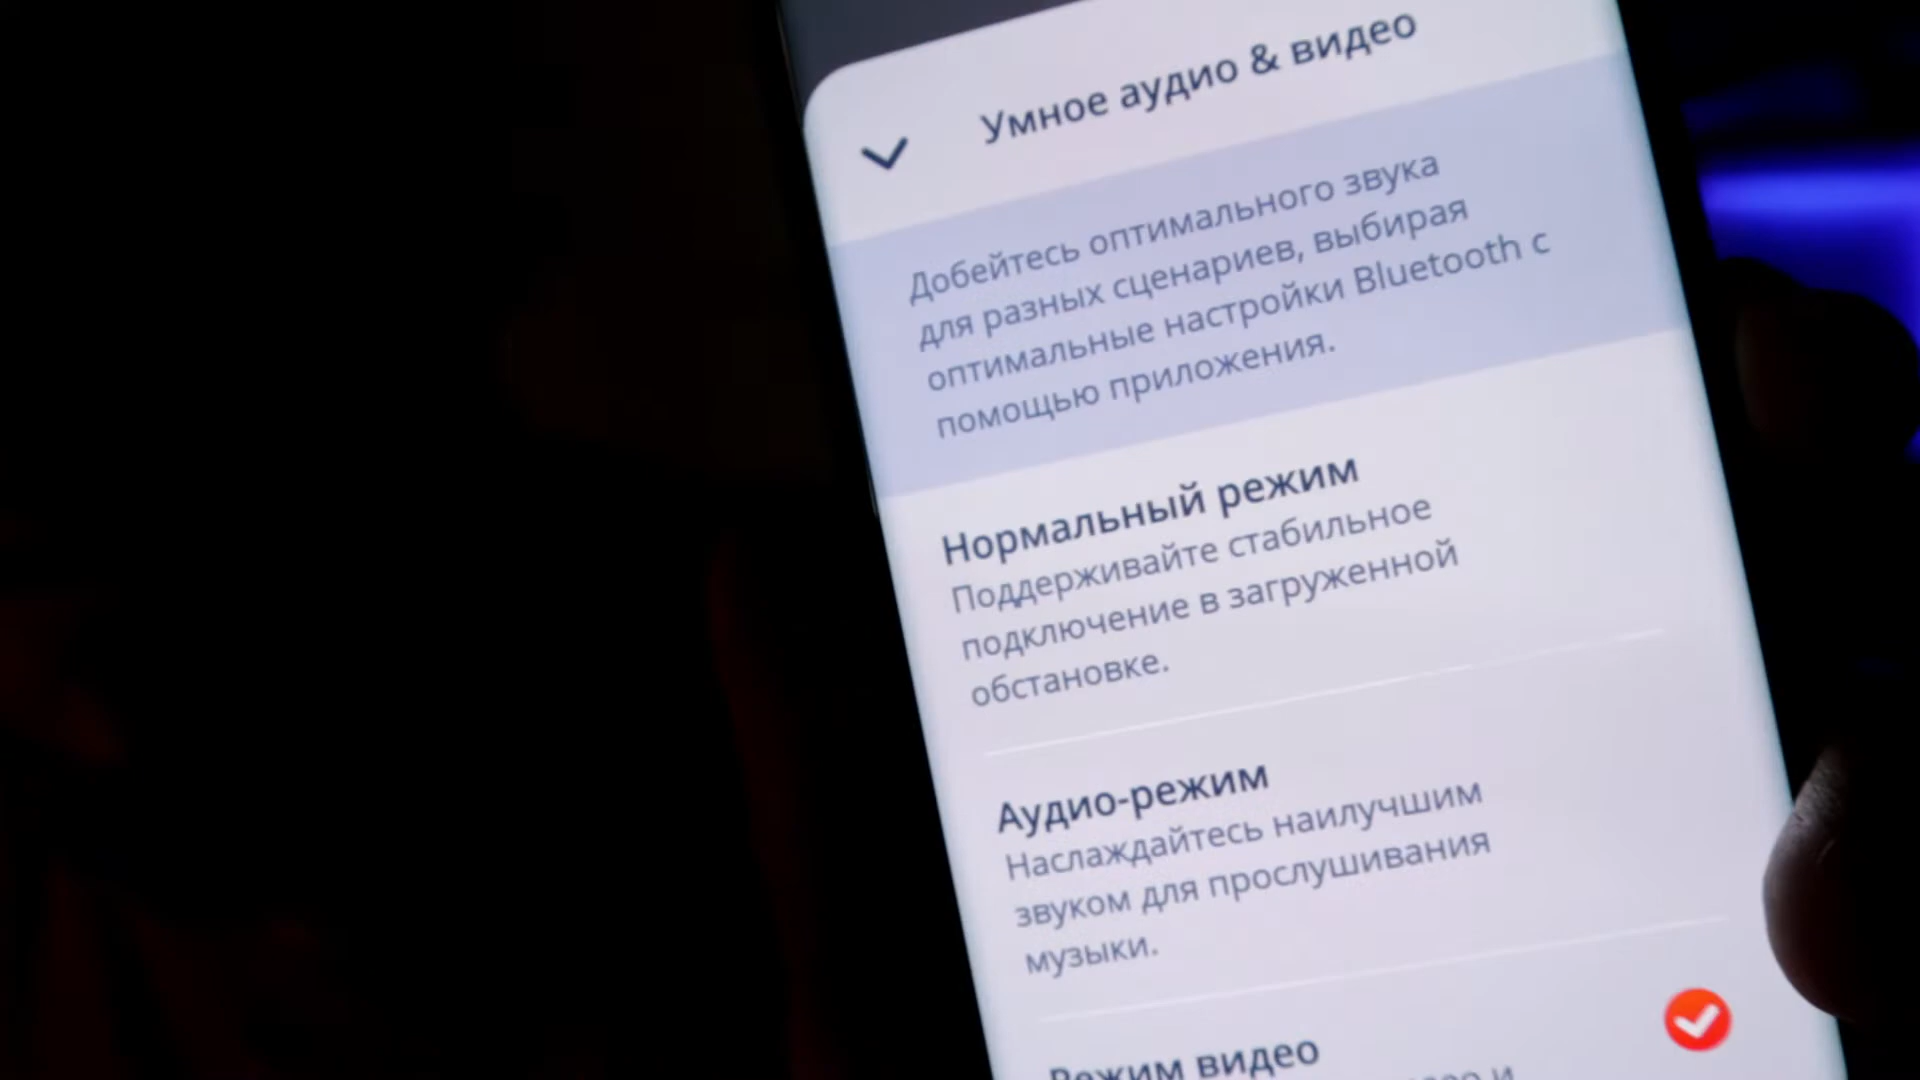 Умное аудио & видео
Добейтесь оптимального звука
для разных сценариев, выбирая
оптимальные настройки Bluetooth с
помощью приложения.
Нормальный режим
Поддерживайте стабильное
подключение в загруженной
обстановке.
Аудио-режим
Наслаждайтесь наилучшим
звуком для прослушивания
музыки.
Режим видео